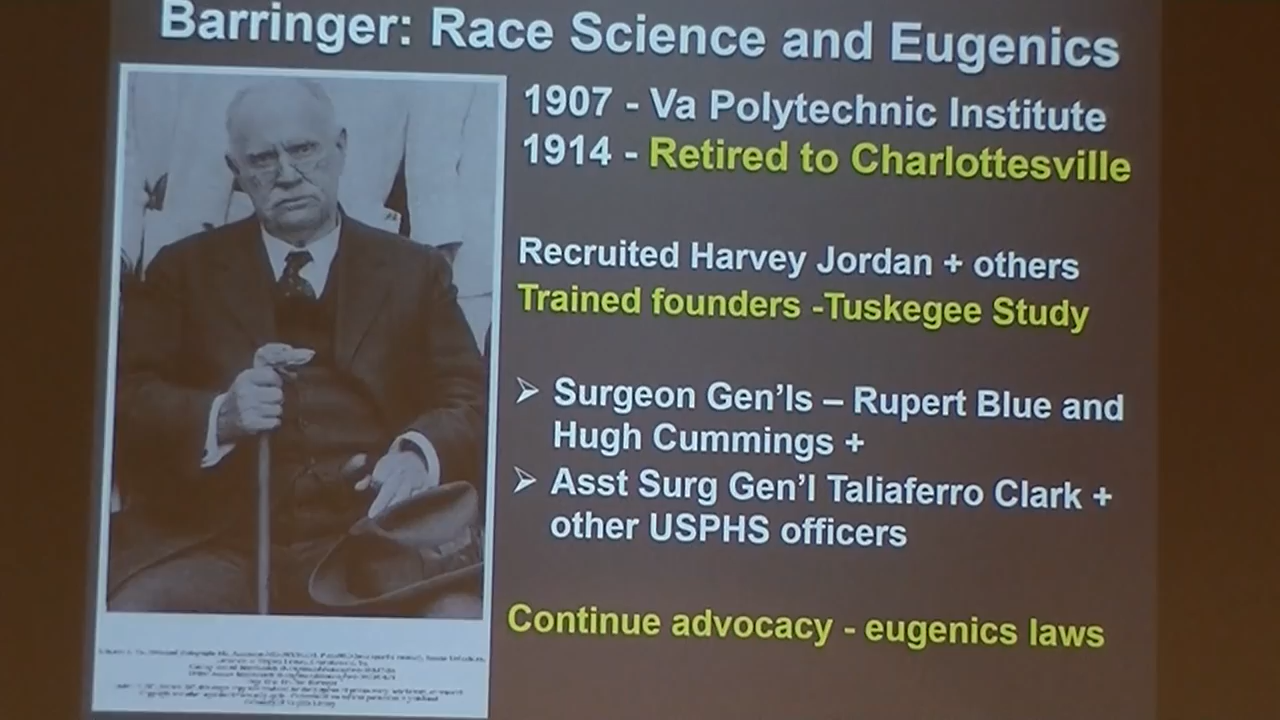 Barringer: Race Science and Eugenics
1907 - Va Polytechnic Institute
1914 - Retired to Charlottesville
Recruited Harvey Jordan + others
Trained founders -Tuskegee Study
➢ Surgeon Gen'ls – Rupert Blue and
Hugh Cummings +
➢ Asst Surg Gen'l Taliaferro Clark +
other USPHS officers
Continue advocacy - eugenics laws